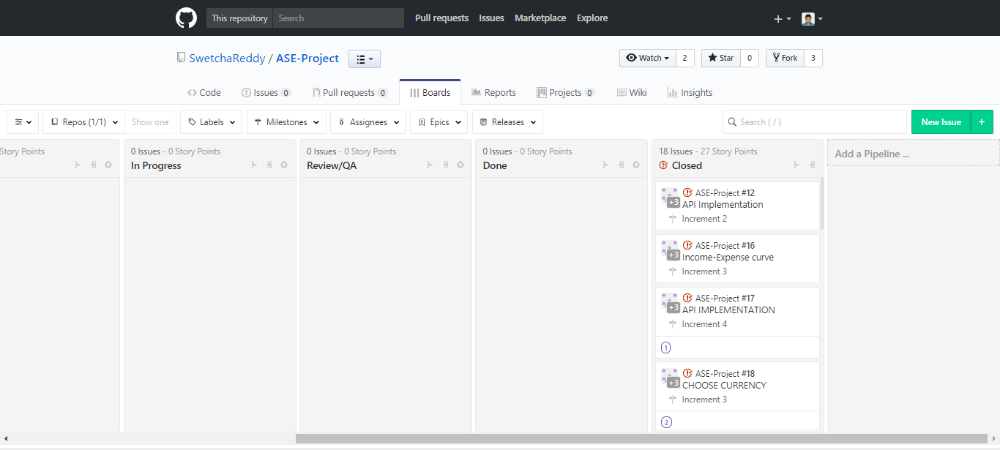 This repository Search Pull requests Issues Marketplace Explore
SwetchaReddy / ASE-Project Watch 2 Star 0 Fork 3
Code Issues 0 Pull requests 0 Boards Reports Projects 0 Wiki Insights
Repos (1/1) Show one Labels Milestones Assignees Epics Releases Search ( / ) New Issue +
Story Points
0 Issues - 0 Story Points
In Progress
0 Issues - 0 Story Points
Review/QA
0 Issues - 0 Story Points
Done
18 Issues - 27 Story Points
Closed
+3 ASE-Project #12
API Implementation
Increment 2
+3 ASE-Project #16
Income-Expense curve
Increment 3
+3 ASE-Project #17
API IMPLEMENTATION
Increment 4
1
+3 ASE-Project #18
CHOOSE CURRENCY
Increment 3
2
Add a Pipeline ...